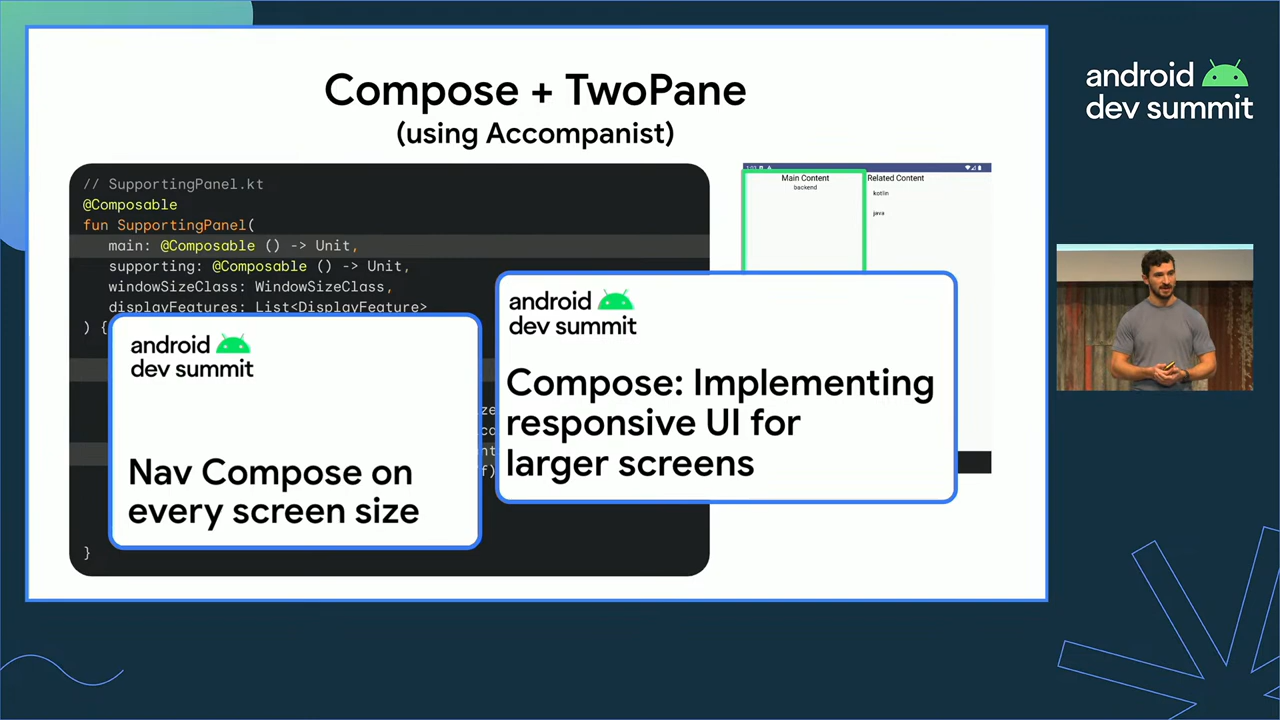 android
dev summit
Compose + TwoPane
(using Accompanist)
// SupportingPanel.kt
@Composable
fun SupportingPanel(
main: @Composable () -> Unit,
supporting: @Composable () -> Unit,
windowSizeClass: WindowSizeClass,
displayFeatures: List<DisplayFeature>
) {
}
Main Content
backend
Related Content
kotlin
java
android
dev summit
Nav Compose on
every screen size
android
dev summit
Compose: Implementing
responsive UI for
larger screens